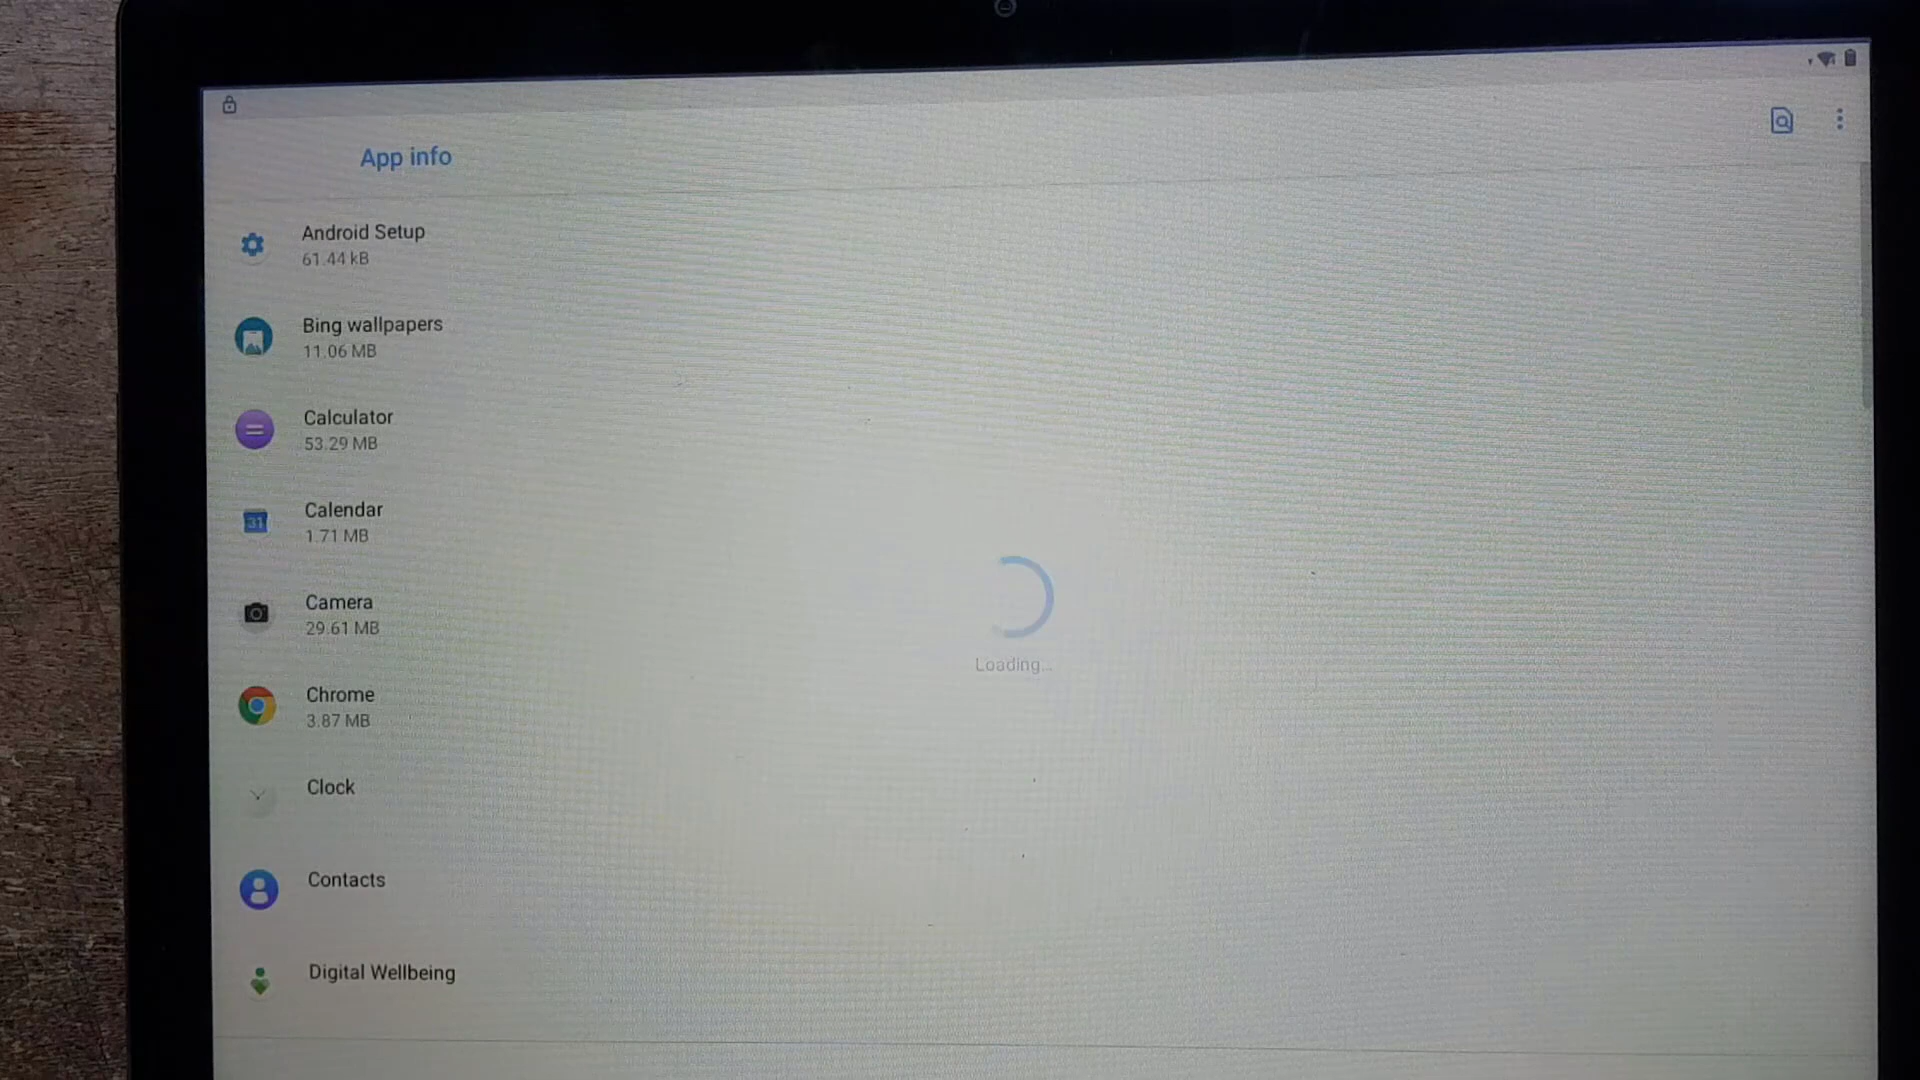 App info
Android Setup
61.44 kB
Bing wallpapers
11.06 MB
Calculator
53.29 MB
31
Calendar
1.71 MB
Camera
29.61 MB
Chrome
3.87 MB
Clock
Contacts
Digital Wellbeing
Loading...